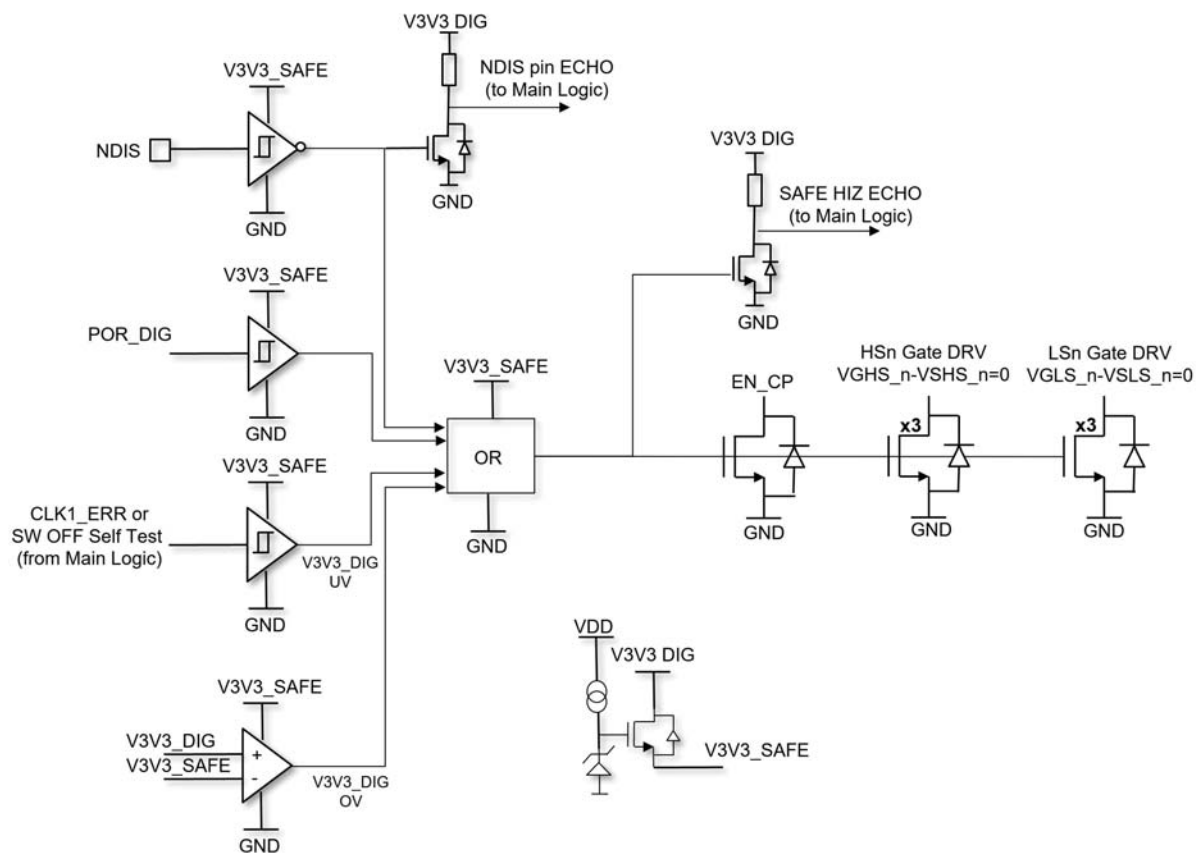 V3V3 DIG
NDIS pin ECHO
(to Main Logic)
V3V3_SAFE
NDIS
GND
GND
V3V3 DIG
SAFE HIZ ECHO
(to Main Logic)
GND
V3V3_SAFE
POR_DIG
GND
V3V3_SAFE
OR
GND
EN_CP
GND
HSn Gate DRV
VGHS_n-VSHS_n=0
x3
GND
LSn Gate DRV
VGLS_n-VSLS_n=0
x3
GND
V3V3_SAFE
CLK1_ERR or
SW OFF Self Test
(from Main Logic)
V3V3_DIG
UV
GND
V3V3_SAFE
V3V3_DIG
V3V3_SAFE
+
-
V3V3_DIG
OV
GND
VDD
V3V3 DIG
V3V3_SAFE